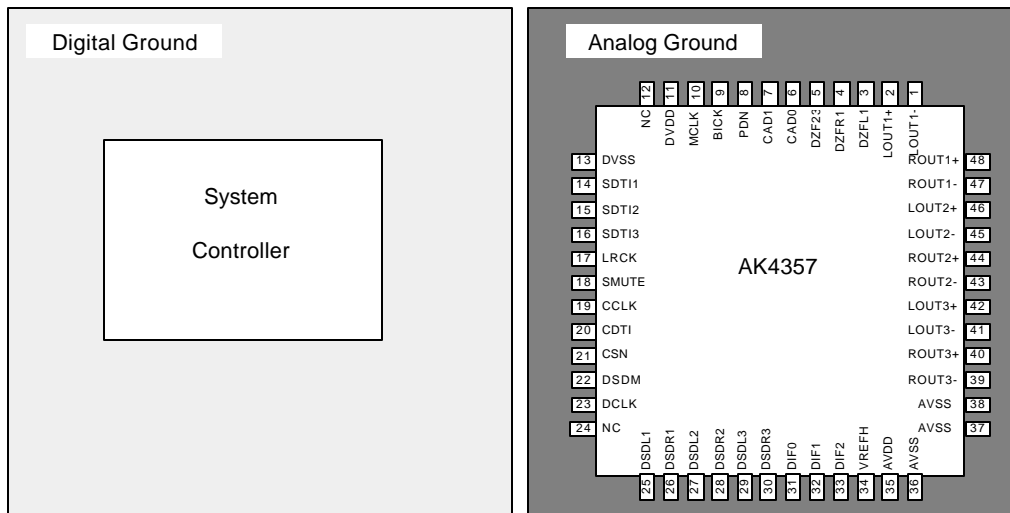 Digital Ground
System
Controller
Analog Ground
12 11 10 9 8 7 6 5 4 3 2 1
NC DVDD MCLK BICK PDN CAD1 CAD0 DZF23 DZFR1 DZFL1 LOUT1+ LOUT1-
13 DVSS
14 SDTI1
15 SDTI2
16 SDTI3
17 LRCK
18 SMUTE
19 CCLK
20 CDTI
21 CSN
22 DSDM
23 DCLK
24 NC
AK4357
ROUT1+ 48
ROUT1- 47
LOUT2+ 46
LOUT2- 45
ROUT2+ 44
ROUT2- 43
LOUT3+ 42
LOUT3- 41
ROUT3+ 40
ROUT3- 39
AVSS 38
AVSS 37
DSDL1 DSDR1 DSDL2 DSDR2 DSDL3 DSDR3 DIF0 DIF1 DIF2 VREFH AVDD AVSS
25 26 27 28 29 30 31 32 33 34 35 36